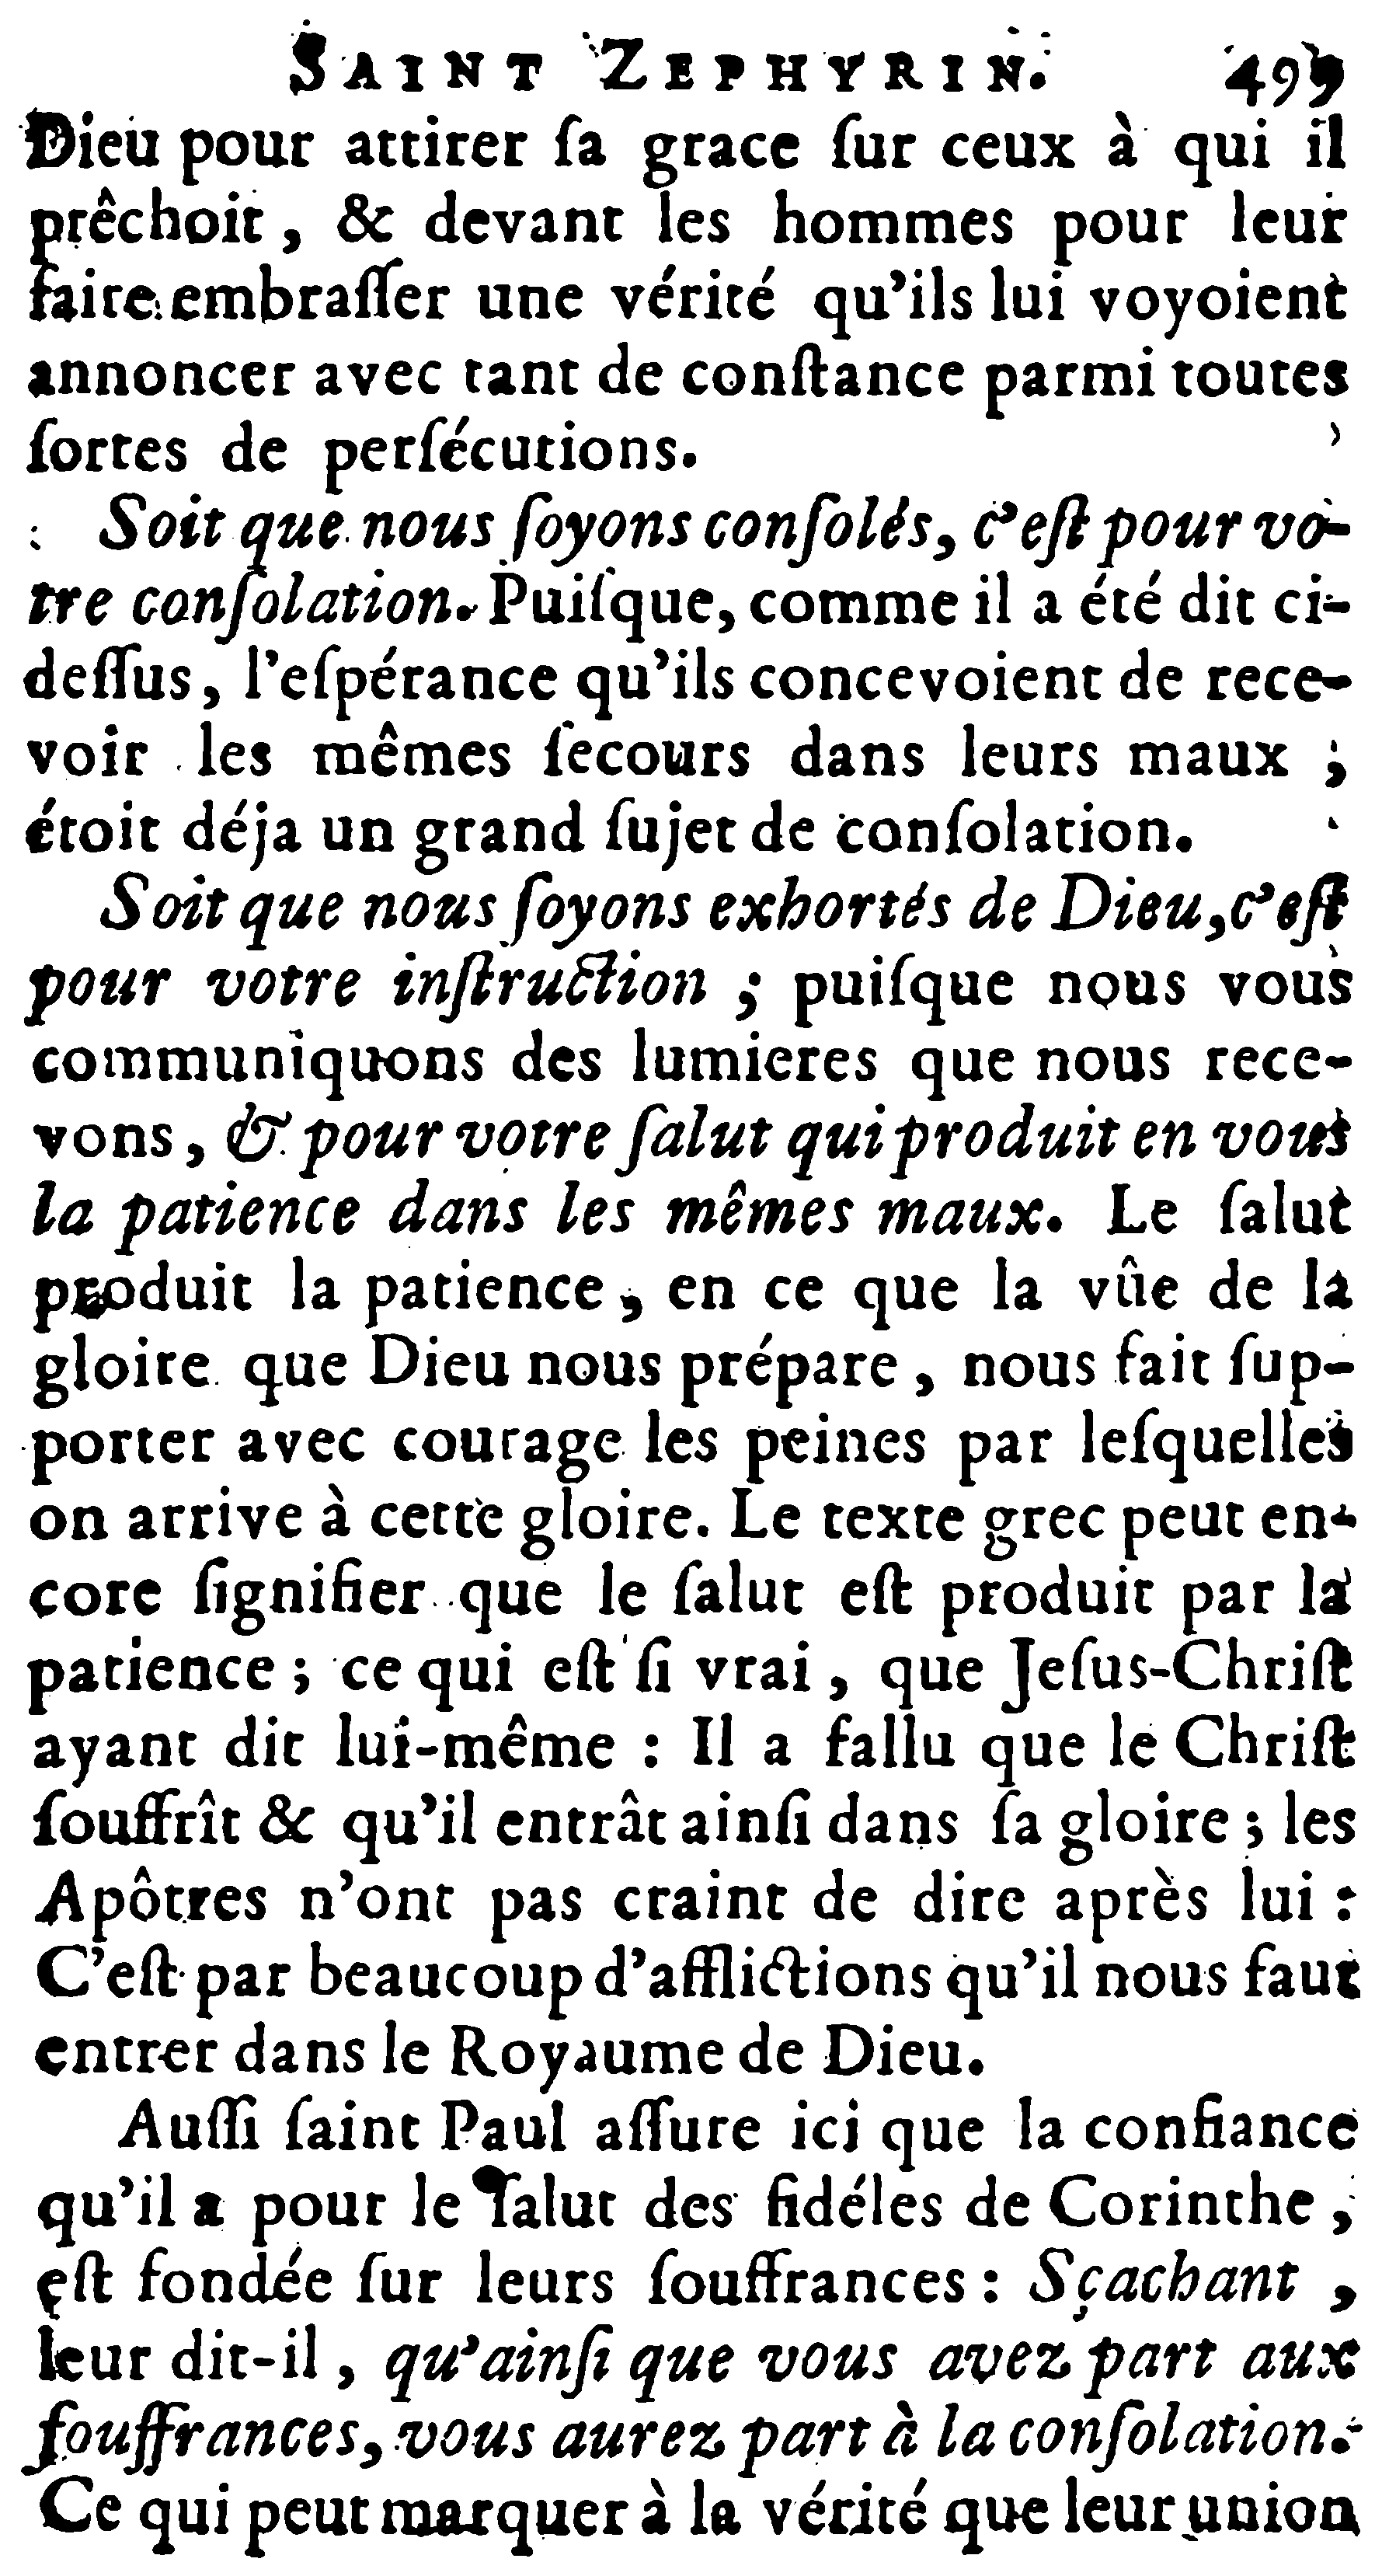 SAINT ZEPHYRIN. 499
Dieu pour attirer ſa grace ſur ceux à qui il
prêchoit, & devant les hommes pour leur
faire embraſſer une vérité qu'ils lui voyoient
annoncer avec tant de conſtance parmi toutes
ſortes de perſécutions.
Soit que nous ſoyons conſolés, c'eſt pour vo-
tre conſolation. Puiſque, comme il a été dit ci-
deſſus, l'eſpérance qu'ils concevoient de rece-
voir les mêmes ſecours dans leurs maux ;
étoit déja un grand ſujet de conſolation.
Soit que nous ſoyons exhortés de Dieu, c'eſt
pour votre inſtruction ; puiſque nous vous
communiquons des lumieres que nous rece-
vons, & pour votre ſalut qui produit en vous
la patience dans les mêmes maux. Le ſalut
produit la patience, en ce que la vûe de la
gloire que Dieu nous prépare, nous fait ſup-
porter avec courage les peines par leſquelles
on arrive à cette gloire. Le texte grec peut en-
core ſignifier que le ſalut eſt produit par la
patience ; ce qui eſt ſi vrai, que Jeſus-Chriſt
ayant dit lui-même : Il a fallu que le Chriſt
ſouffrît & qu'il entrât ainſi dans ſa gloire ; les
Apôtres n'ont pas craint de dire après lui :
C'eſt par beaucoup d'afflictions qu'il nous faut
entrer dans le Royaume de Dieu.
Auſſi ſaint Paul aſſure ici que la confiance
qu'il a pour le ſalut des fidéles de Corinthe,
eſt fondée ſur leurs ſouffrances : Sçachant,
leur dit-il, qu'ainſi que vous avez part aux
ſouffrances, vous aurez part à la conſolation.
Ce qui peut marquer à la vérité que leur union